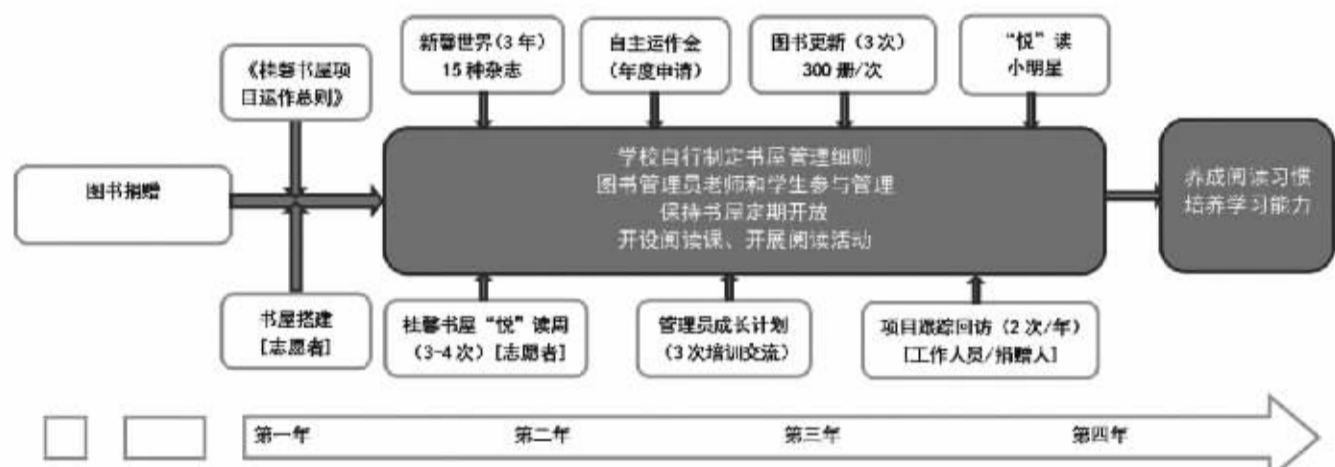 新馨世界（3年）
15种杂志
自主运作会
（年度申请）
图书更新（3次）
300册/次
“悦”读
小明星
《桂馨书屋项
目运作总则》
图书捐赠
学校自行制定书屋管理细则
图书管理员老师和学生参与管理
保持书屋定期开放
开设阅读课、开展阅读活动
养成阅读习惯
培养学习能力
书屋搭建
[志愿者]
桂馨书屋“悦”读周
（3-4次）[志愿者]
管理员成长计划
（3次培训交流）
项目跟踪回访（2次/年）
[工作人员/捐赠人]
第一年
第二年
第三年
第四年